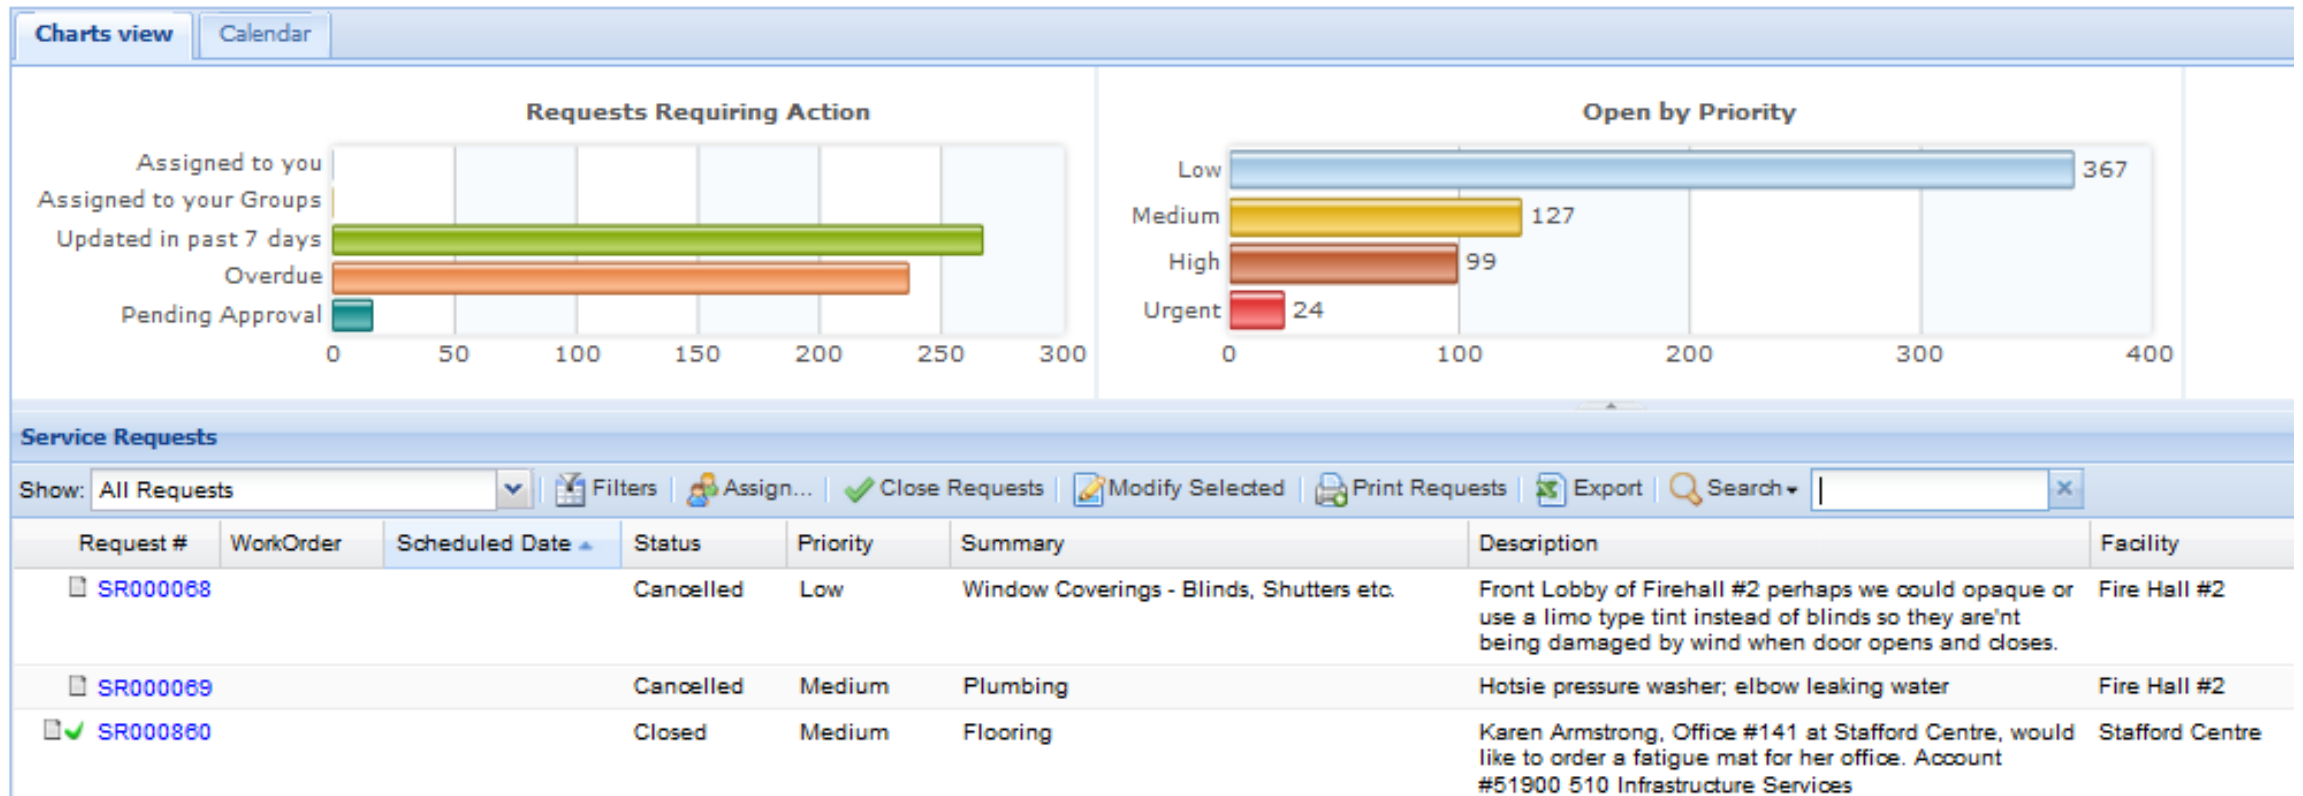 Charts view Calendar
Requests Requiring Action
Assigned to you
Assigned to your Groups
Updated in past 7 days
Overdue
Pending Approval
0 50 100 150 200 250 300
Open by Priority
Low 367
Medium 127
High 99
Urgent 24
0 100 200 300 400
Service Requests
Show: All Requests Filters Assign... Close Requests Modify Selected Print Requests Export Search
Request # WorkOrder Scheduled Date Status Priority Summary Description Facility
SR000068 Cancelled Low Window Coverings - Blinds, Shutters etc. Front Lobby of Firehall #2 perhaps we could opaque or Fire Hall #2
use a limo type tint instead of blinds so they are'nt
being damaged by wind when door opens and closes.
SR000069 Cancelled Medium Plumbing Hotsie pressure washer; elbow leaking water Fire Hall #2
SR000860 Closed Medium Flooring Karen Armstrong, Office #141 at Stafford Centre, would Stafford Centre
like to order a fatigue mat for her office. Account
#51900 510 Infrastructure Services